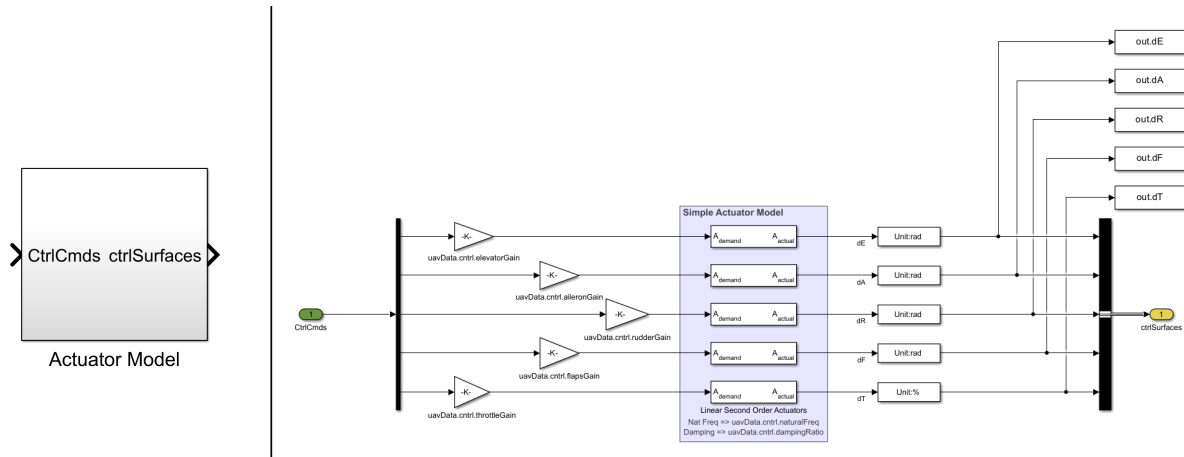 CtrlCmds ctrlSurfaces
Actuator Model
out.dE
out.dA
out.dR
out.dF
out.dT
Simple Actuator Model
-K-
uavData.cntrl.elevatorGain
A demand A actual
dE
Unit:rad
-K-
uavData.cntrl.aileronGain
A demand A actual
dA
Unit:rad
1
CtrlCmds
-K-
uavData.cntrl.rudderGain
A demand A actual
dR
Unit:rad
1
ctrlSurfaces
-K-
uavData.cntrl.flapsGain
A demand A actual
dF
Unit:rad
-K-
uavData.cntrl.throttleGain
A demand A actual
dT
Unit:%
Linear Second Order Actuators
Nat Freq => uavData.cntrl.naturalFreq
Damping => uavData.cntrl.dampingRatio